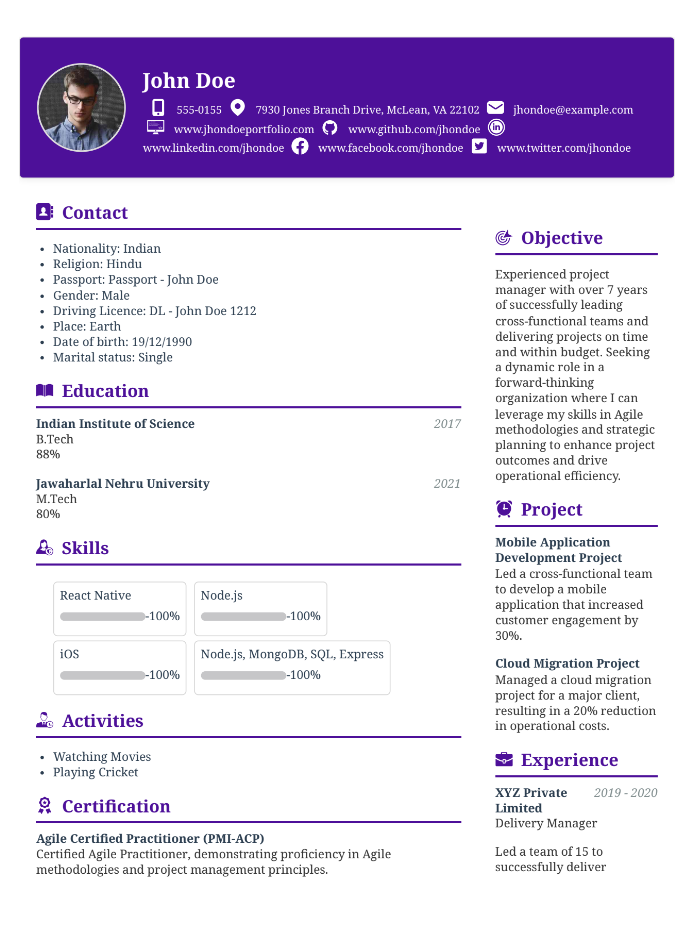 John Doe
555-0155 7930 Jones Branch Drive, McLean, VA 22102 jhondoe@example.com
www.jhondoeportfolio.com www.github.com/jhondoe
www.linkedin.com/jhondoe www.facebook.com/jhondoe www.twitter.com/jhondoe
Contact
• Nationality: Indian
• Religion: Hindu
• Passport: Passport - John Doe
• Gender: Male
• Driving Licence: DL - John Doe 1212
• Place: Earth
• Date of birth: 19/12/1990
• Marital status: Single
Education
Indian Institute of Science 2017
B.Tech
88%
Jawaharlal Nehru University 2021
M.Tech
80%
Skills
React Native
-100%
Node.js
-100%
iOS
-100%
Node.js, MongoDB, SQL, Express
-100%
Activities
• Watching Movies
• Playing Cricket
Certification
Agile Certified Practitioner (PMI-ACP)
Certified Agile Practitioner, demonstrating proficiency in Agile
methodologies and project management principles.
Objective
Experienced project
manager with over 7 years
of successfully leading
cross-functional teams and
delivering projects on time
and within budget. Seeking
a dynamic role in a
forward-thinking
organization where I can
leverage my skills in Agile
methodologies and strategic
planning to enhance project
outcomes and drive
operational efficiency.
Project
Mobile Application
Development Project
Led a cross-functional team
to develop a mobile
application that increased
customer engagement by
30%.
Cloud Migration Project
Managed a cloud migration
project for a major client,
resulting in a 20% reduction
in operational costs.
Experience
XYZ Private 2019 - 2020
Limited
Delivery Manager
Led a team of 15 to
successfully deliver